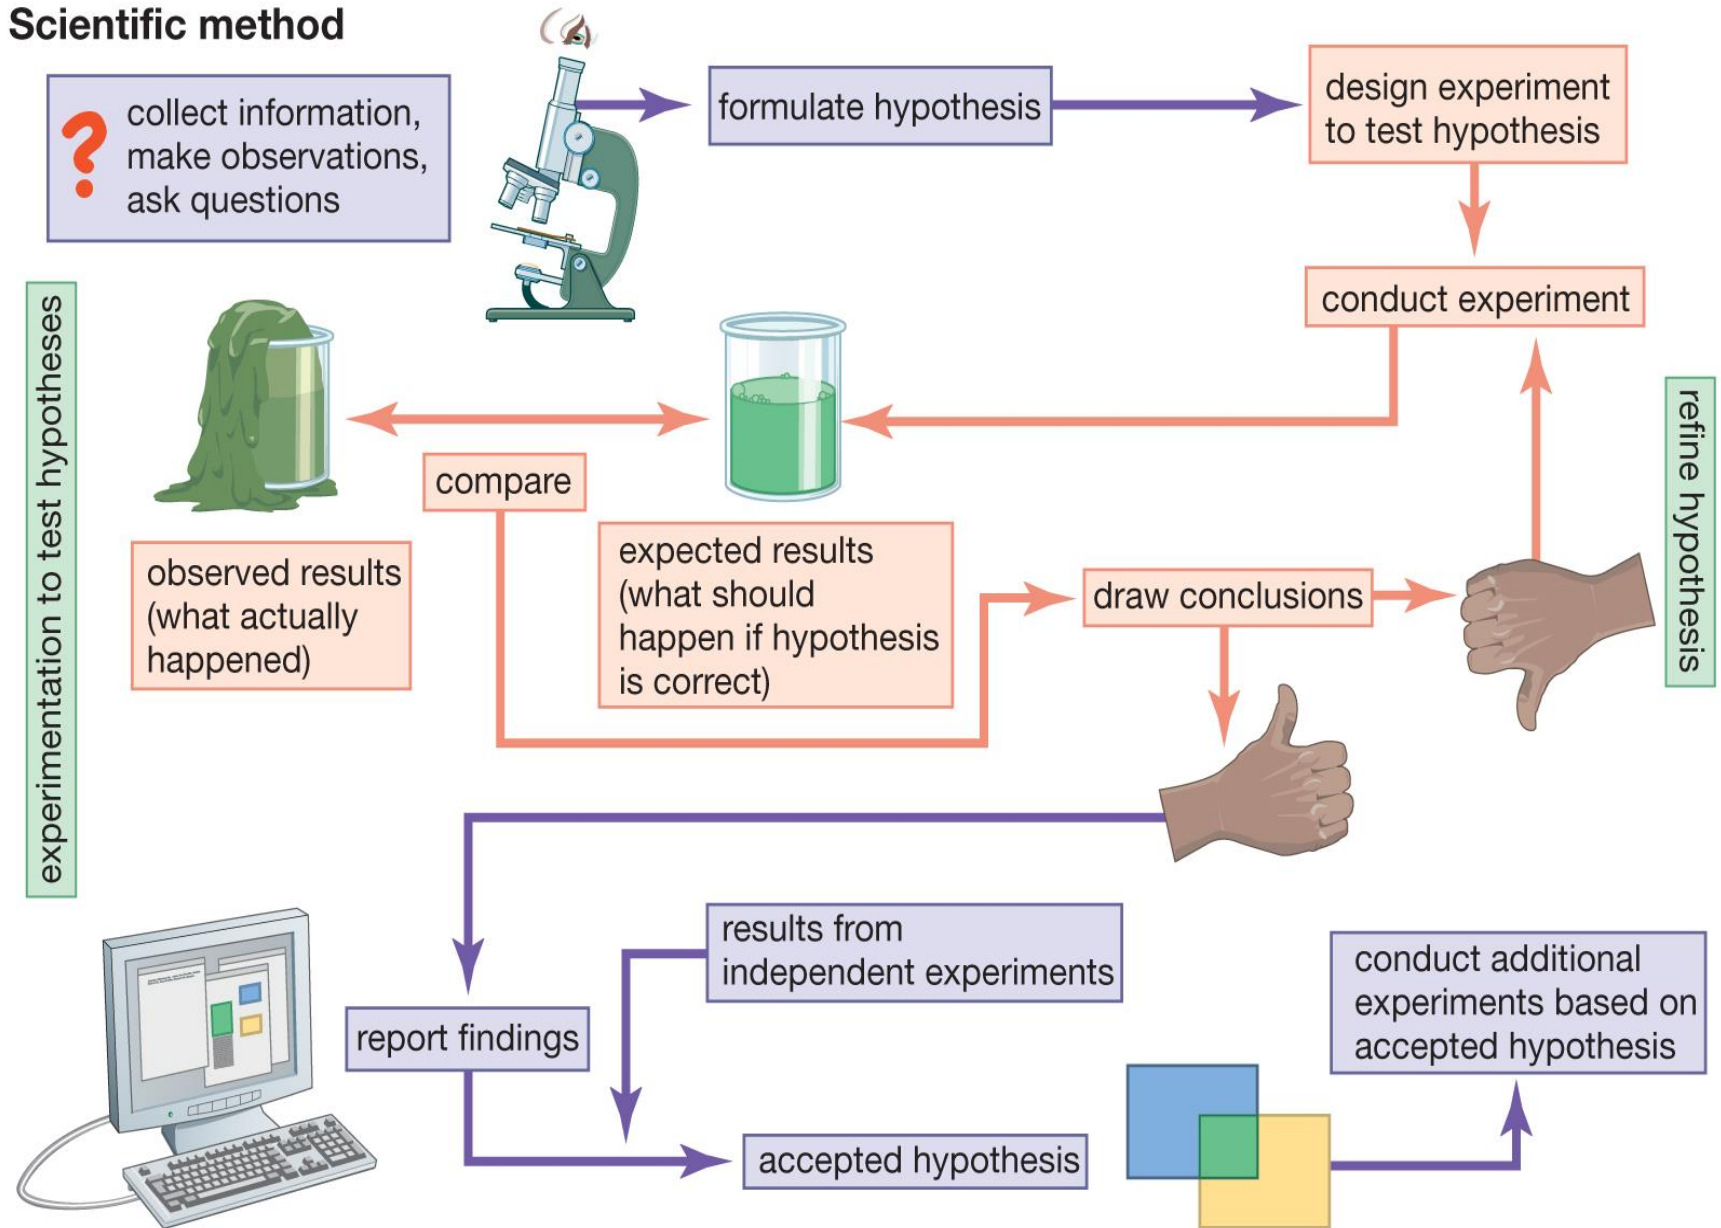 Scientific method
?
collect information,
make observations,
ask questions
formulate hypothesis
design experiment
to test hypothesis
conduct experiment
experimentation to test hypotheses
compare
observed results
(what actually
happened)
expected results
(what should
happen if hypothesis
is correct)
draw conclusions
refine hypothesis
results from
independent experiments
report findings
accepted hypothesis
conduct additional
experiments based on
accepted hypothesis